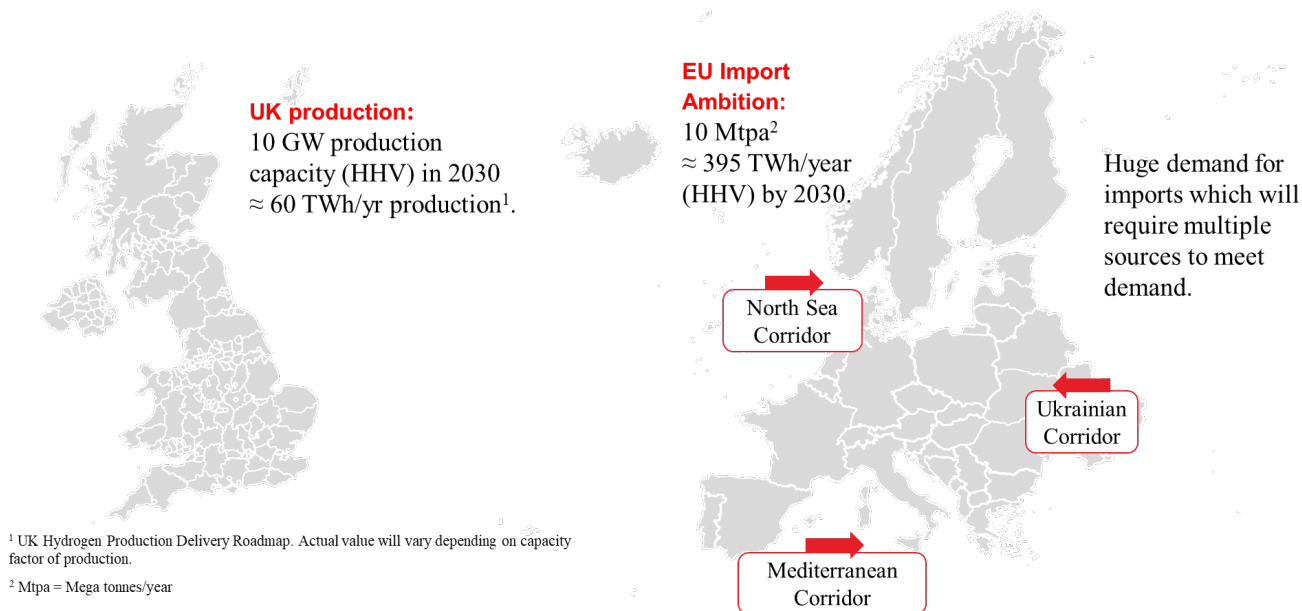 UK production:
10 GW production
capacity (HHV) in 2030
≈ 60 TWh/yr production¹.
EU Import
Ambition:
10 Mtpa²
≈ 395 TWh/year
(HHV) by 2030.
Huge demand for
imports which will
require multiple
sources to meet
demand.
North Sea
Corridor
Ukrainian
Corridor
Mediterranean
Corridor
¹ UK Hydrogen Production Delivery Roadmap. Actual value will vary depending on capacity
factor of production.
² Mtpa = Mega tonnes/year